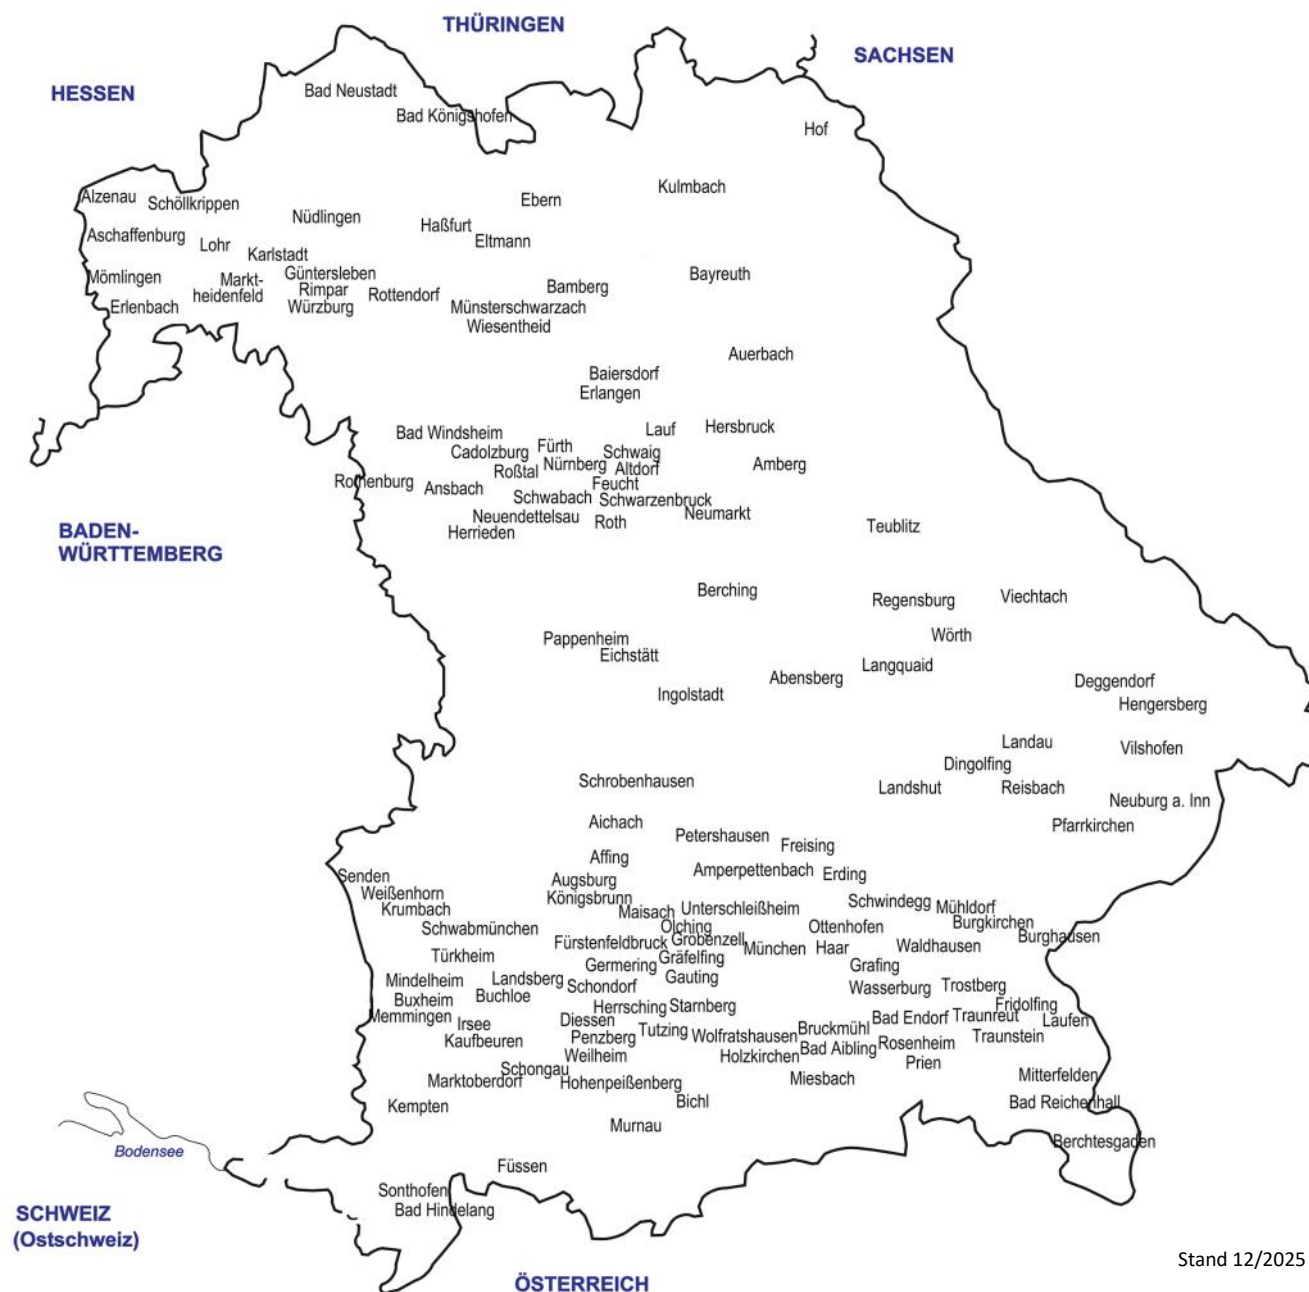 THÜRINGEN
SACHSEN
HESSEN
Bad Neustadt
Bad Königshofen
Hof
Kulmbach
Alzenau
Schöllkrippen
Ebern
Nüdlingen
Haßfurt
Aschaffenburg
Lohr
Eltmann
Karlstadt
Mömlingen
Markt-
heidenfeld
Güntersleben
Rimpar
Würzburg
Rottendorf
Bamberg
Bayreuth
Erlenbach
Münsterschwarzach
Wiesentheid
Auerbach
Baiersdorf
Erlangen
Bad Windsheim
Lauf
Hersbruck
Cadolzburg
Fürth
Schwaig
Roßtal
Nürnberg
Altdorf
Amberg
Rothenburg
Ansbach
Feucht
Schwabach
Schwarzenbruck
Neuendettelsau
Roth
Neumarkt
Herrieden
Teublitz
BADEN-
WÜRTTEMBERG
Berching
Regensburg
Viechtach
Pappenheim
Eichstätt
Wörth
Langquaid
Abensberg
Ingolstadt
Deggendorf
Hengersberg
Landau
Vilshofen
Dingolfing
Schrobenhausen
Landshut
Reisbach
Neuburg a. Inn
Aichach
Petershausen
Pfarrkirchen
Freising
Affing
Amperpettenbach
Erding
Senden
Augsburg
Weißenhorn
Königsbrunn
Schwindegg
Krumbach
Maisach
Unterschleißheim
Mühldorf
Schwabmünchen
Olching
Ottenhofen
Burgkirchen
Fürstenfeldbruck
Gröbenzell
München
Haar
Waldhausen
Burghausen
Türkheim
Germering
Gräfelfing
Grafing
Mindelheim
Landsberg
Schondorf
Gauting
Wasserburg
Trostberg
Buxheim
Buchloe
Herrsching
Starnberg
Fridolfing
Memmingen
Irsee
Diessen
Tutzing
Bruckmühl
Bad Endorf
Traunreut
Laufen
Kaufbeuren
Penzberg
Wolfratshausen
Bad Aibling
Rosenheim
Traunstein
Weilheim
Holzkirchen
Prien
Schongau
Marktoberdorf
Hohenpeißenberg
Miesbach
Mitterfelden
Kempten
Bichl
Bad Reichenhall
Murnau
Berchtesgaden
Bodensee
Füssen
Sonthofen
Bad Hindelang
SCHWEIZ
(Ostschweiz)
Stand 12/2025
ÖSTERREICH